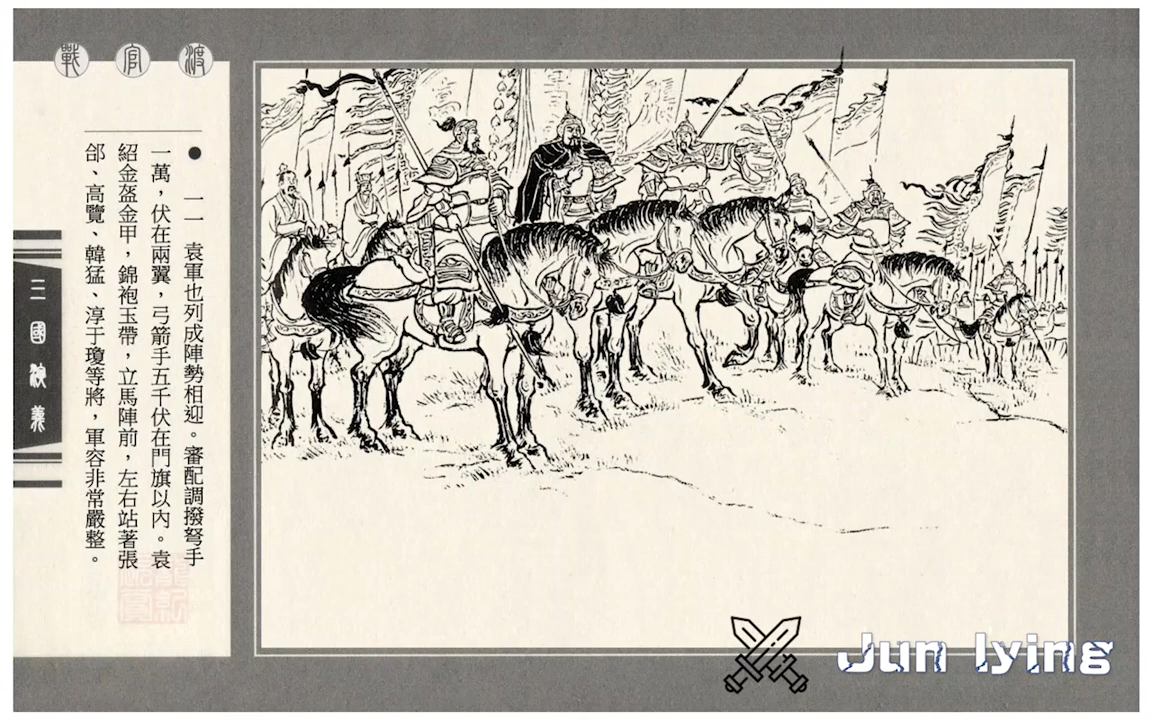 戰官渡
● 一一 袁軍也列成陣勢相迎。審配調撥弩手
一萬，伏在兩翼，弓箭手五千伏在門旗以內。袁
紹金盔金甲，錦袍玉帶，立馬陣前，左右站著張
郃、高覽、韓猛、淳于瓊等將，軍容非常嚴整。
三國演義
Jun lying